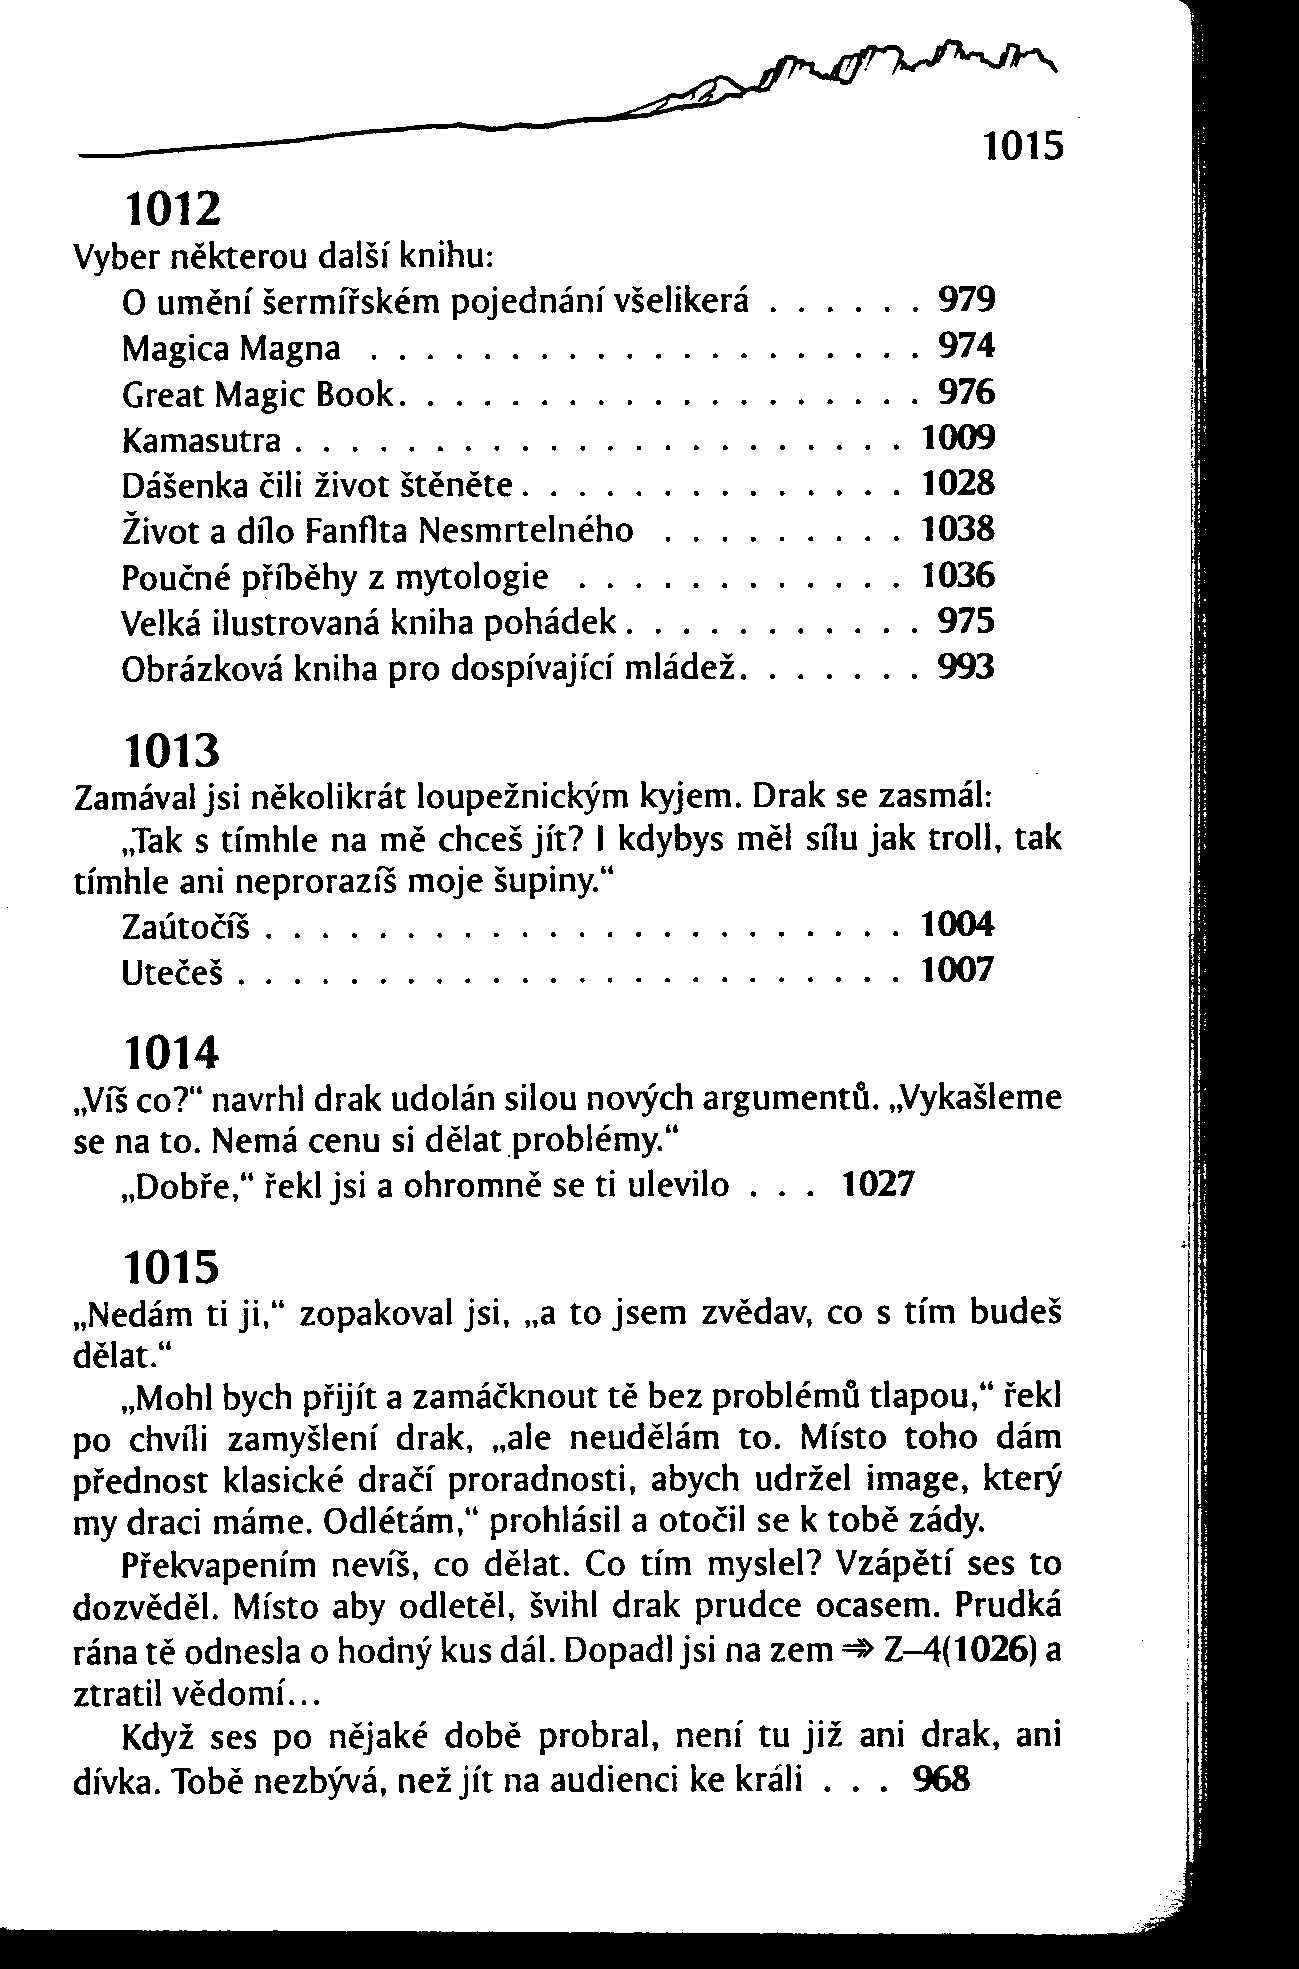 1015
1012
Vyber některou další knihu:
O umění šermířském pojednání všelikerá . . . . . . 979
Magica Magna . . . . . . . . . . . . . . . . . . . . 974
Great Magic Book. . . . . . . . . . . . . . . . . . . 976
Kamasutra . . . . . . . . . . . . . . . . . . . . . . 1009
Dášenka čili život štěněte. . . . . . . . . . . . . . 1028
Život a dílo Fanflta Nesmrtelného . . . . . . . . . 1038
Poučné příběhy z mytologie . . . . . . . . . . . . 1036
Velká ilustrovaná kniha pohádek. . . . . . . . . . . 975
Obrázková kniha pro dospívající mládež. . . . . . . 993
1013
Zamával jsi několikrát loupežnickým kyjem. Drak se zasmál:
„Tak s tímhle na mě chceš jít? I kdybys měl sílu jak troll, tak
tímhle ani neprorazíš moje šupiny.“
Zaútočíš . . . . . . . . . . . . . . . . . . . . . . . 1004
Utečeš . . . . . . . . . . . . . . . . . . . . . . . . 1007
1014
„Víš co?“ navrhl drak udolán silou nových argumentů. „Vykašleme
se na to. Nemá cenu si dělat problémy.“
„Dobře,“ řekl jsi a ohromně se ti ulevilo . . . 1027
1015
„Nedám ti ji,“ zopakoval jsi, „a to jsem zvědav, co s tím budeš
dělat.“
„Mohl bych přijít a zamáčknout tě bez problémů tlapou,“ řekl
po chvíli zamyšlení drak, „ale neudělám to. Místo toho dám
přednost klasické dračí proradnosti, abych udržel image, který
my draci máme. Odlétám,“ prohlásil a otočil se k tobě zády.
Překvapením nevíš, co dělat. Co tím myslel? Vzápětí ses to
dozvěděl. Místo aby odletěl, švihl drak prudce ocasem. Prudká
rána tě odnesla o hodný kus dál. Dopadl jsi na zem ⇒ Z–4(1026) a
ztratil vědomí...
Když ses po nějaké době probral, není tu již ani drak, ani
dívka. Tobě nezbývá, než jít na audienci ke králi . . . 968